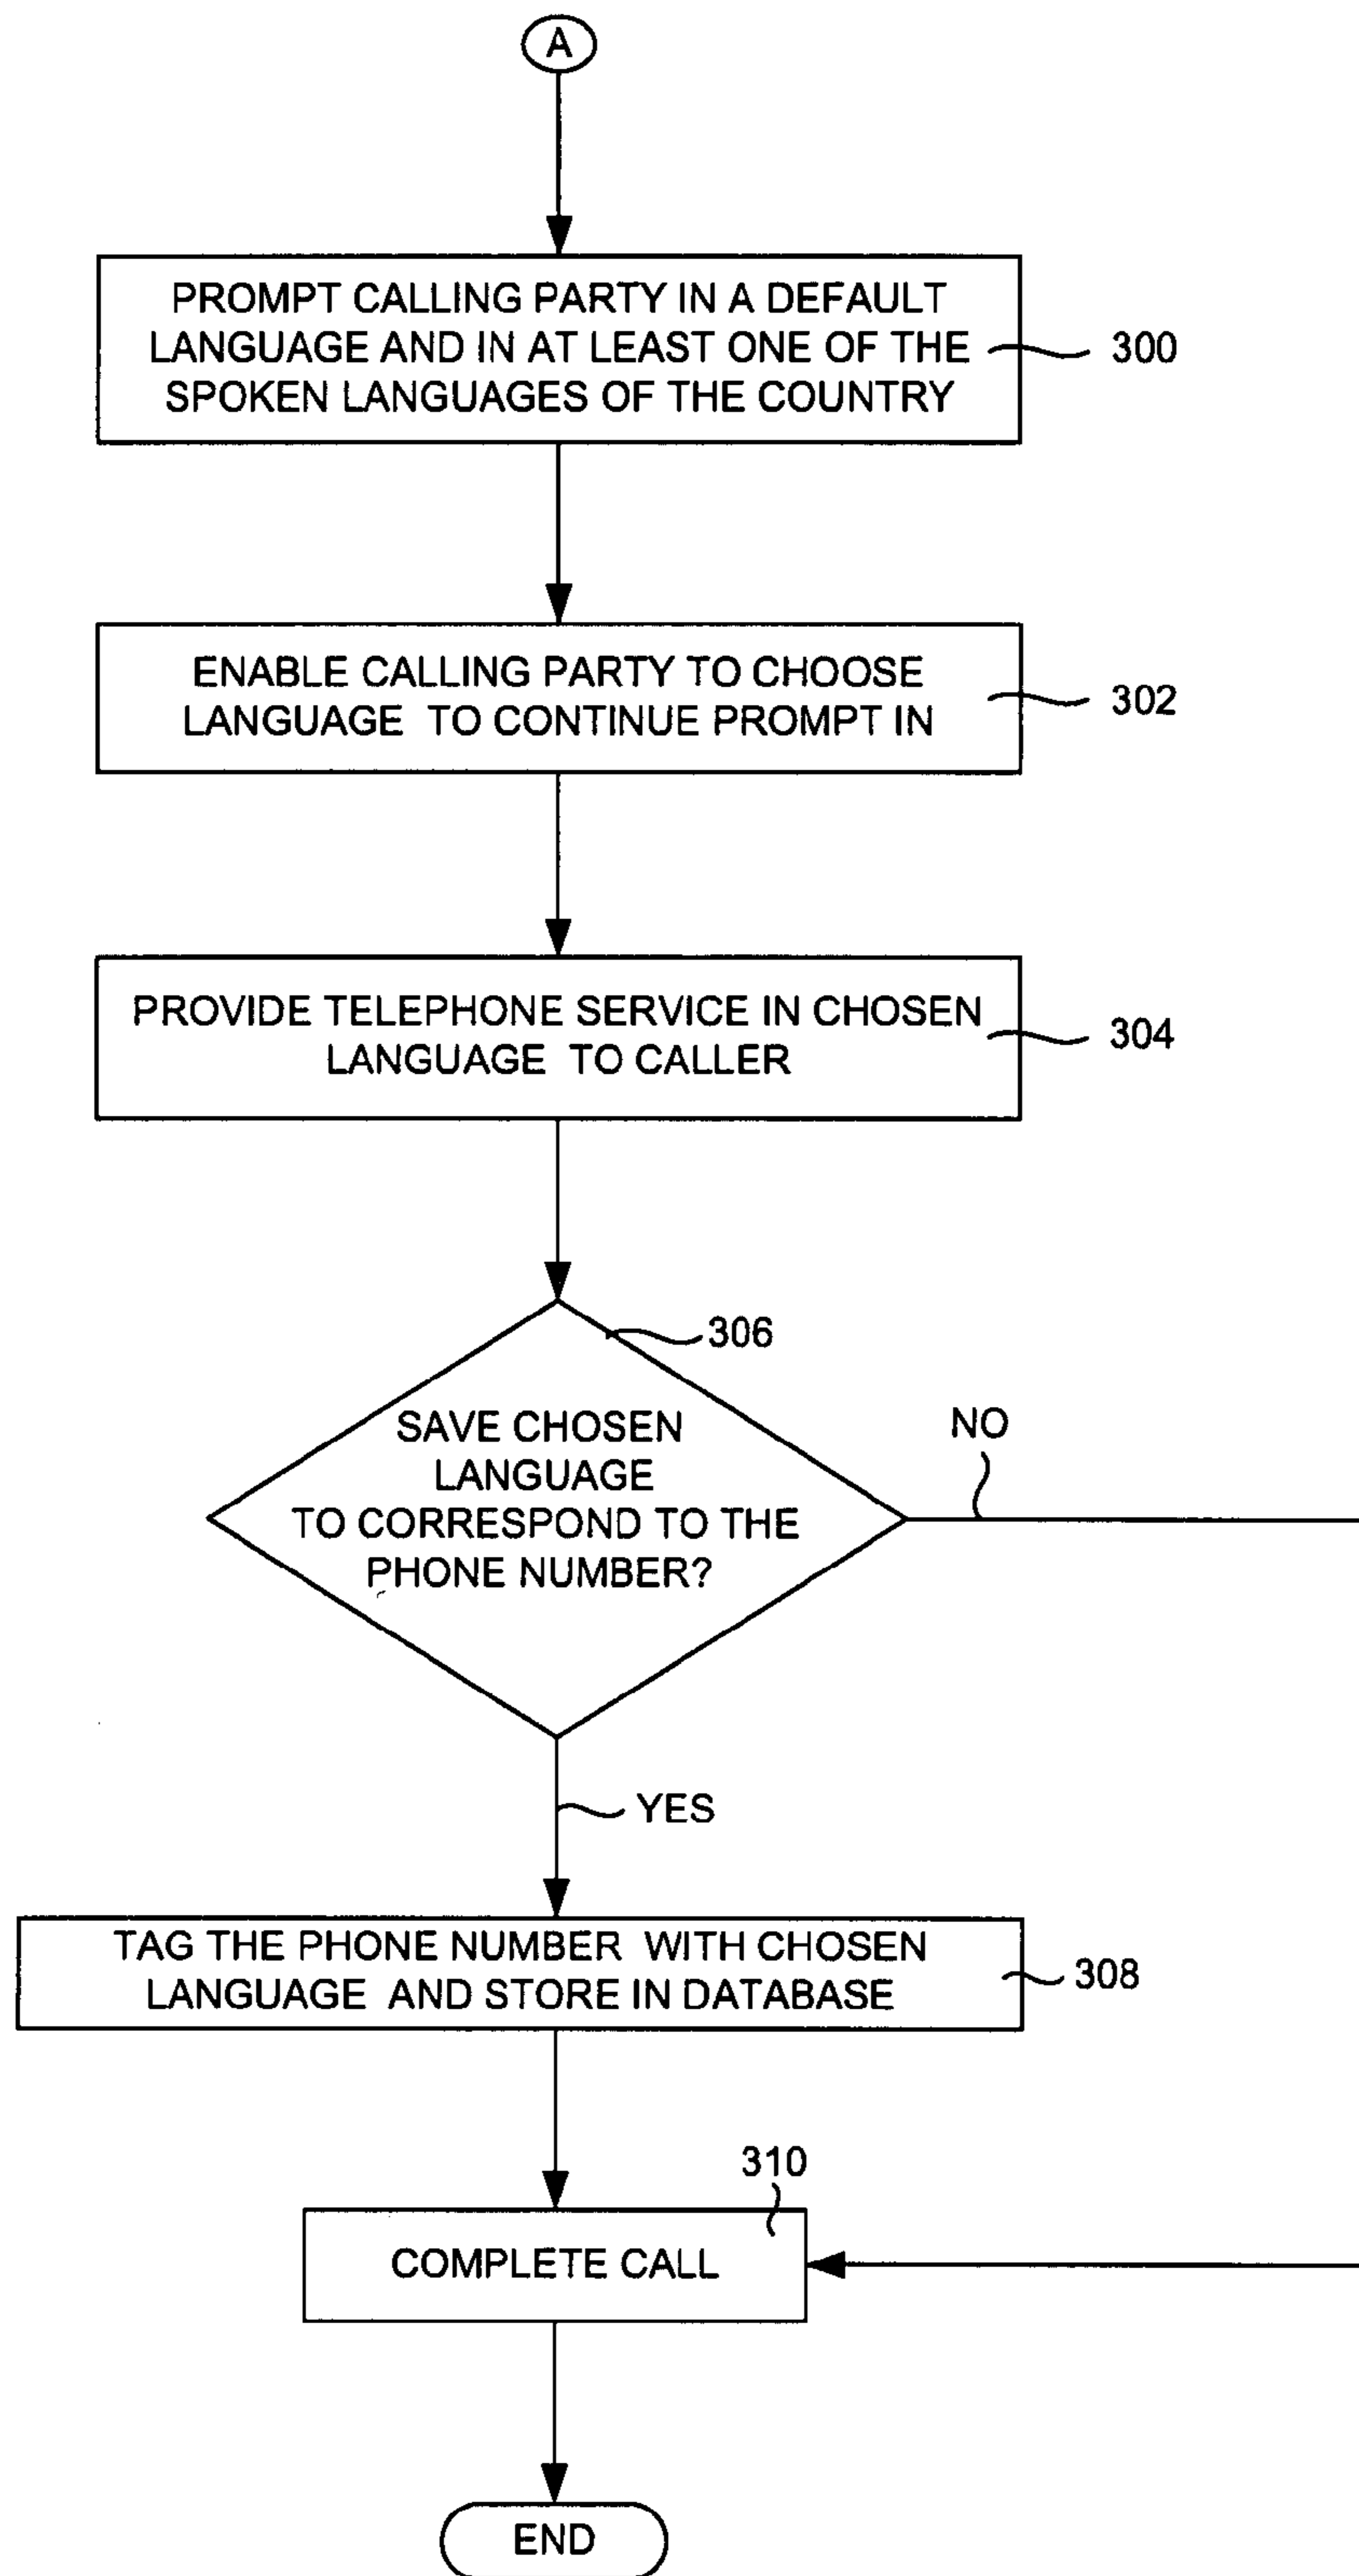 A
PROMPT CALLING PARTY IN A DEFAULT
LANGUAGE AND IN AT LEAST ONE OF THE
SPOKEN LANGUAGES OF THE COUNTRY
300
ENABLE CALLING PARTY TO CHOOSE
LANGUAGE TO CONTINUE PROMPT IN
302
PROVIDE TELEPHONE SERVICE IN CHOSEN
LANGUAGE TO CALLER
304
306
SAVE CHOSEN
LANGUAGE
TO CORRESPOND TO THE
PHONE NUMBER?
NO
YES
TAG THE PHONE NUMBER WITH CHOSEN
LANGUAGE AND STORE IN DATABASE
308
310
COMPLETE CALL
END